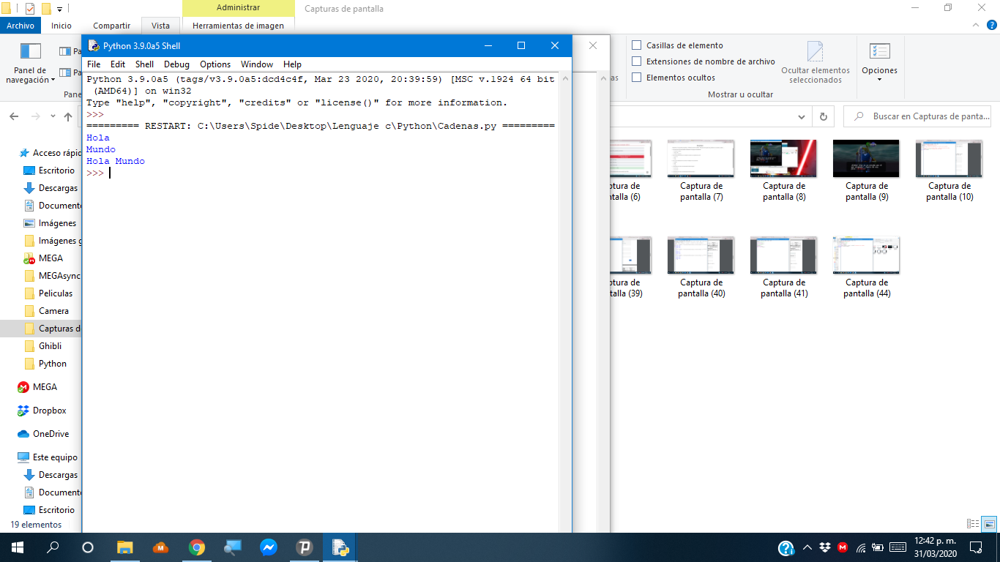 Administrar
Capturas de pantalla
Archivo
Inicio
Compartir
Vista
Herramientas de imagen
Panel de
navegación
Pa
Pa
Pane
Casillas de elemento
Extensiones de nombre de archivo
Elementos ocultos
Ocultar elementos
seleccionados
Opciones
as
Mostrar u ocultar
Buscar en Capturas de panta...
Python 3.9.0a5 Shell
File Edit Shell Debug Options Window Help
Python 3.9.0a5 (tags/v3.9.0a5:dcd4c4f, Mar 23 2020, 20:39:59) [MSC v.1924 64 bit
(AMD64)] on win32
Type "help", "copyright", "credits" or "license()" for more information.
>>>
========= RESTART: C:\Users\Spide\Desktop\Lenguaje c\Python\Cadenas.py =========
Hola
Mundo
Hola Mundo
>>>
Acceso rápic
Escritorio
Descargas
Documento
Imágenes
Imágenes g
MEGA
MEGAsync
Peliculas
Camera
Capturas d
Ghibli
Python
MEGA
Dropbox
OneDrive
Este equipo
Descargas
Documento
Escritorio
19 elementos
ptura de
ntalla (6)
Captura de
pantalla (7)
Captura de
pantalla (8)
Captura de
pantalla (9)
Captura de
pantalla (10)
ptura de
ntalla (39)
Captura de
pantalla (40)
Captura de
pantalla (41)
Captura de
pantalla (44)
12:42 p. m.
31/03/2020